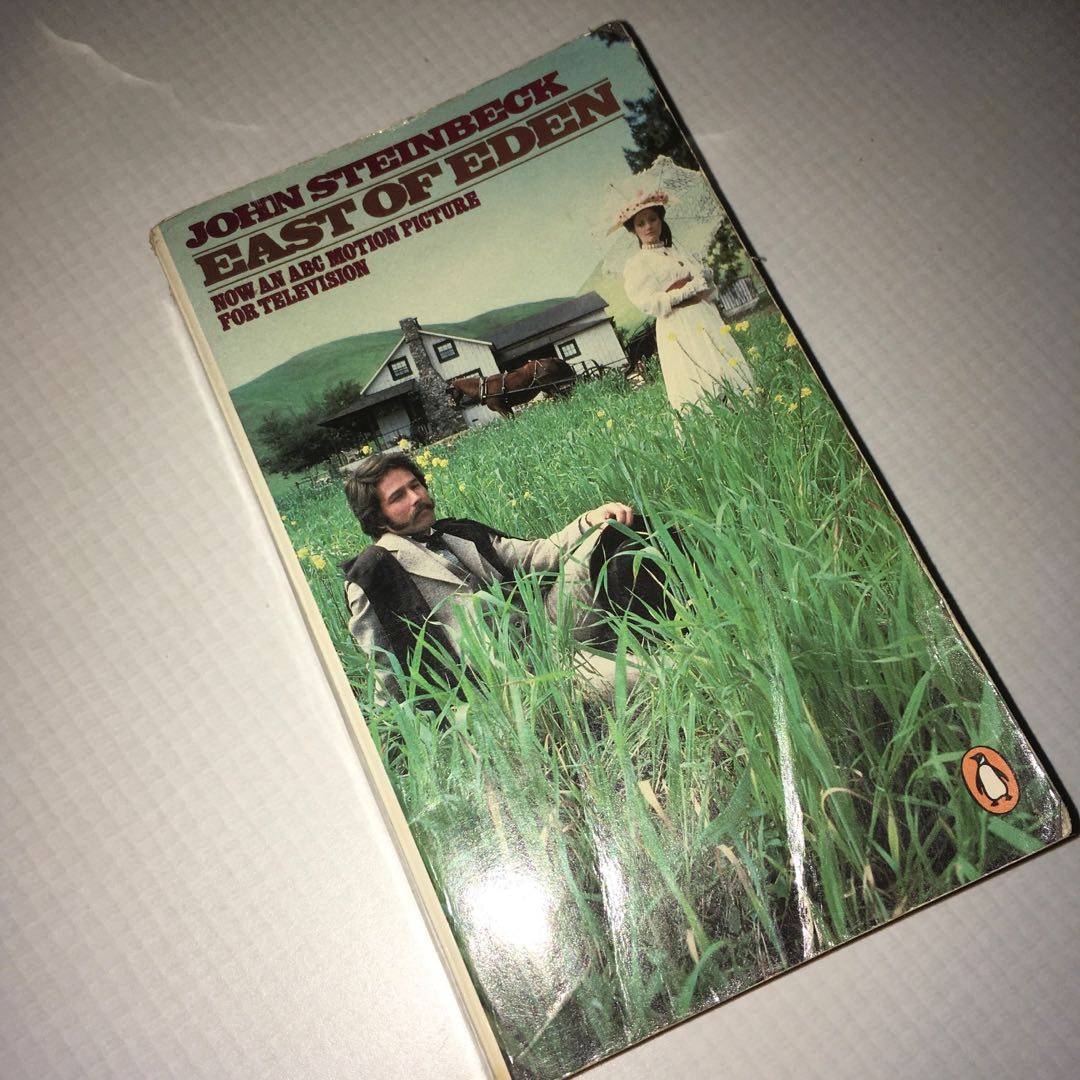 JOHN STEINBECK
EAST OF EDEN
NOW AN ABC MOTION PICTURE
FOR TELEVISION